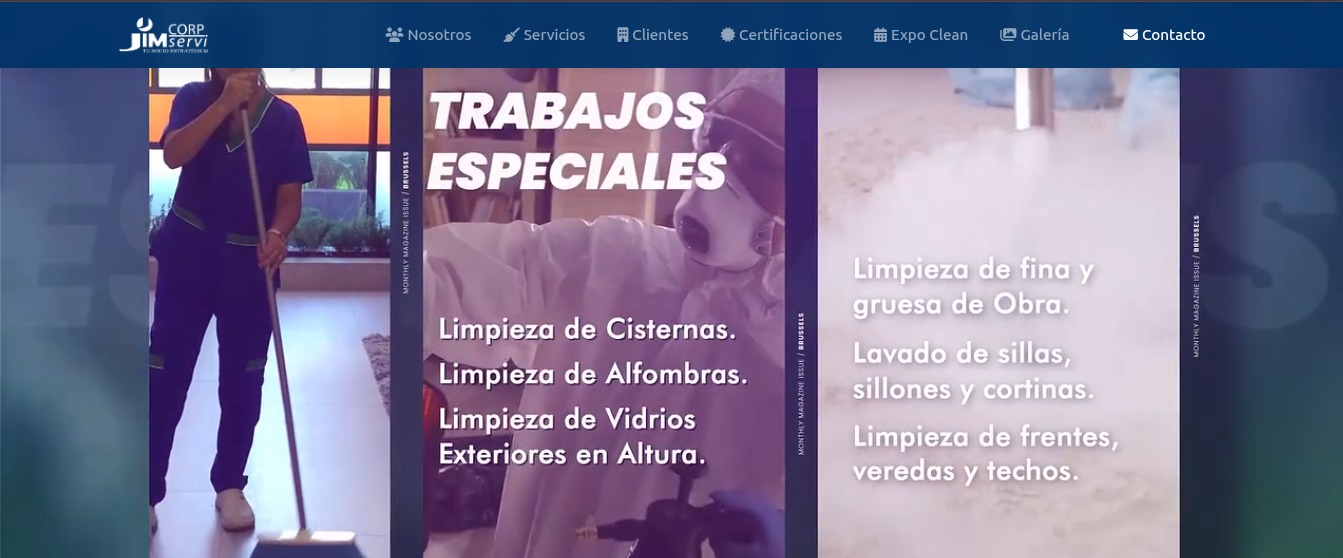 JIM CORP
servi
TU SOCIO ESTRATÉGICO
Nosotros
Servicios
Clientes
Certificaciones
Expo Clean
Galería
Contacto
TRABAJOS
ESPECIALES
Limpieza de Cisternas.
Limpieza de Alfombras.
Limpieza de Vidrios
Exteriores en Altura.
Limpieza de fina y
gruesa de Obra.
Lavado de sillas,
sillones y cortinas.
Limpieza de frentes,
veredas y techos.
MONTHLY MAGAZINE ISSUE / BRUSSELS
MONTHLY MAGAZINE ISSUE / BRUSSELS
MONTHLY MAGAZINE ISSUE / BRUSSELS